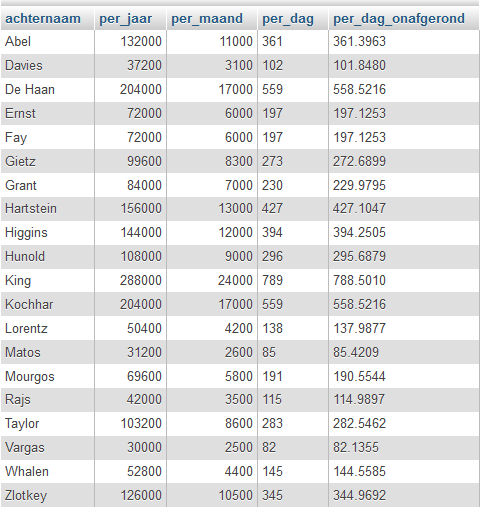 achternaam per_jaar per_maand per_dag per_dag_onafgerond
Abel 132000 11000 361 361.3963
Davies 37200 3100 102 101.8480
De Haan 204000 17000 559 558.5216
Ernst 72000 6000 197 197.1253
Fay 72000 6000 197 197.1253
Gietz 99600 8300 273 272.6899
Grant 84000 7000 230 229.9795
Hartstein 156000 13000 427 427.1047
Higgins 144000 12000 394 394.2505
Hunold 108000 9000 296 295.6879
King 288000 24000 789 788.5010
Kochhar 204000 17000 559 558.5216
Lorentz 50400 4200 138 137.9877
Matos 31200 2600 85 85.4209
Mourgos 69600 5800 191 190.5544
Rajs 42000 3500 115 114.9897
Taylor 103200 8600 283 282.5462
Vargas 30000 2500 82 82.1355
Whalen 52800 4400 145 144.5585
Zlotkey 126000 10500 345 344.9692